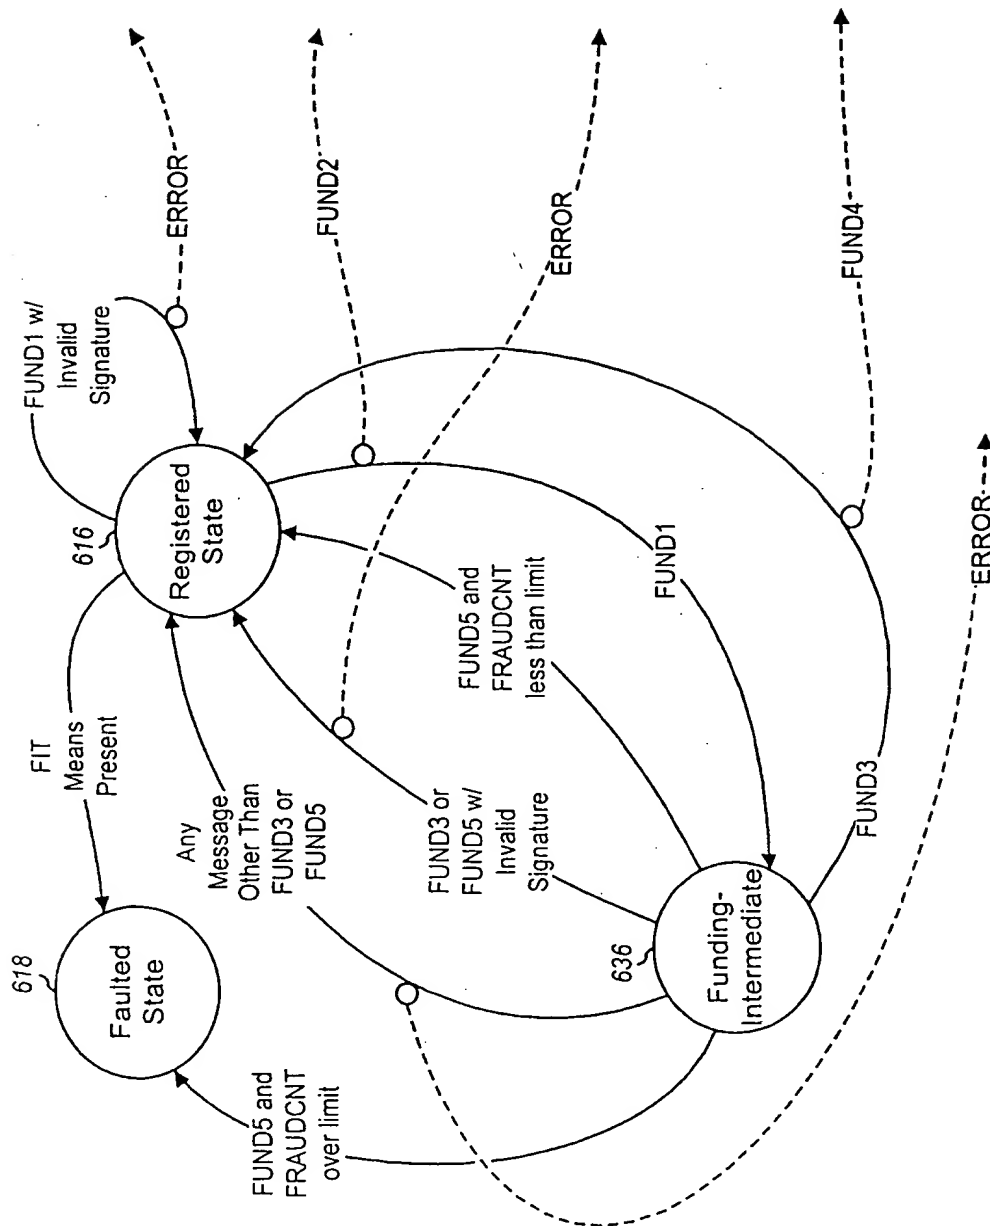 618
Faulted
State
FIT
Means
Present
616
Registered
State
FUND1 w/
Invalid
Signature
ERROR
FUND2
ERROR
FUND4
ERROR
Any
Message
Other Than
FUND3 or
FUND5
FUND5 and
FRAUDCNT
over limit
FUND3 or
FUND5 w/
Invalid
Signature
FUND5 and
FRAUDCNT
less than limit
FUND1
FUND3
636
Funding-
Intermediate